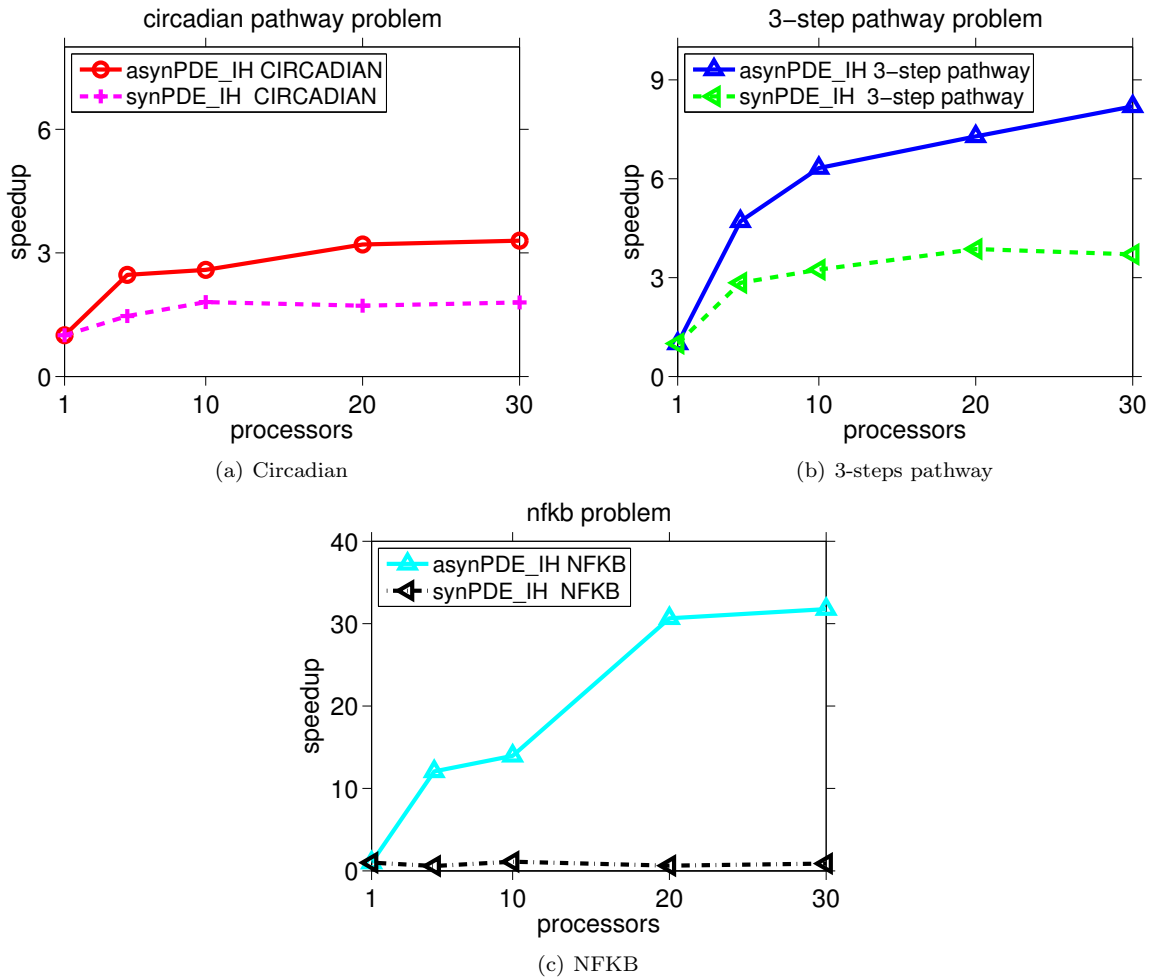 circadian pathway problem
asynPDE_IH CIRCADIAN
synPDE_IH CIRCADIAN
speedup
6
3
0
1 10 20 30
processors
(a) Circadian
3−step pathway problem
asynPDE_IH 3−step pathway
synPDE_IH 3−step pathway
speedup
9
6
3
0
1 10 20 30
processors
(b) 3-steps pathway
nfkb problem
asynPDE_IH NFKB
synPDE_IH NFKB
speedup
40
30
20
10
0
1 10 20 30
processors
(c) NFKB